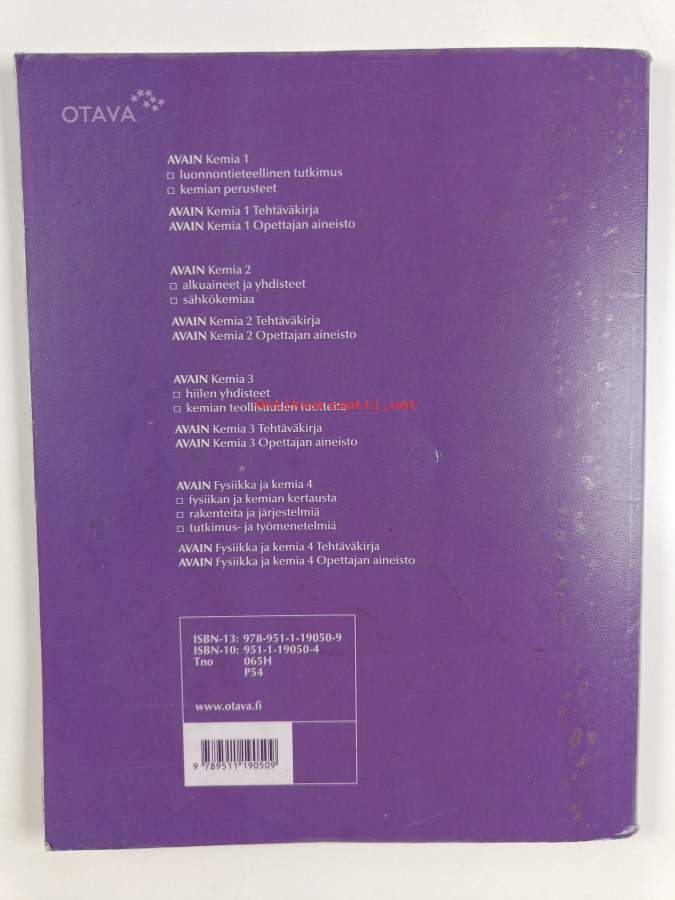 OTAVA
AVAIN Kemia 1
□ luonnontieteellinen tutkimus
□ kemian perusteet
AVAIN Kemia 1 Tehtäväkirja
AVAIN Kemia 1 Opettajan aineisto
AVAIN Kemia 2
□ alkuaineet ja yhdisteet
□ sähkökemiaa
AVAIN Kemia 2 Tehtäväkirja
AVAIN Kemia 2 Opettajan aineisto
AVAIN Kemia 3
□ hiilen yhdisteet
Antikvariaatti.net
□ kemian teollisuuden tuotteita
AVAIN Kemia 3 Tehtäväkirja
AVAIN Kemia 3 Opettajan aineisto
AVAIN Fysiikka ja kemia 4
□ fysiikan ja kemian kertausta
□ rakenteita ja järjestelmiä
□ tutkimus- ja työmenetelmiä
AVAIN Fysiikka ja kemia 4 Tehtäväkirja
AVAIN Fysiikka ja kemia 4 Opettajan aineisto
ISBN-13: 978-951-1-19050-9
ISBN-10: 951-1-19050-4
Tno 065H
P54
www.otava.fi
9 789511 190509